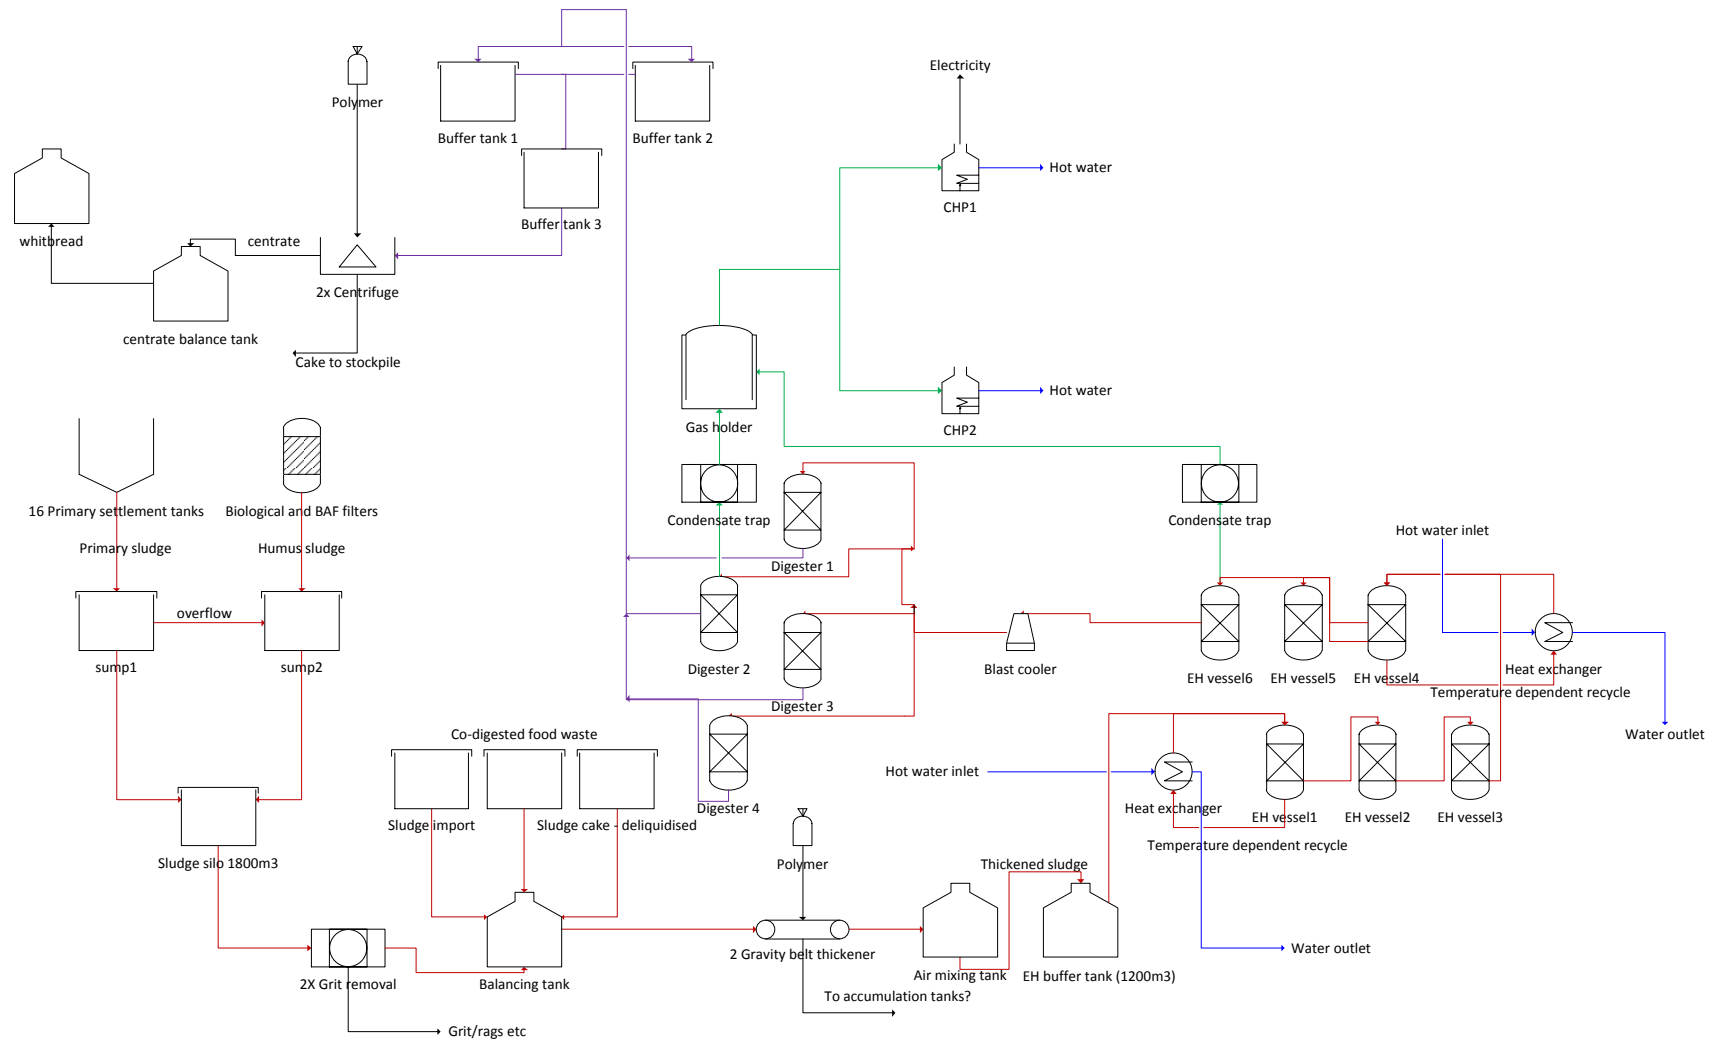 Electricity
Polymer
Buffer tank 1
Buffer tank 2
Hot water
CHP1
Buffer tank 3
whitbread
centrate
2x Centrifuge
centrate balance tank
Cake to stockpile
Hot water
CHP2
Gas holder
16 Primary settlement tanks
Biological and BAF filters
Condensate trap
Condensate trap
Hot water inlet
Primary sludge
Humus sludge
Digester 1
overflow
sump1
sump2
Digester 2
Blast cooler
EH vessel6
EH vessel5
EH vessel4
Heat exchanger
Temperature dependent recycle
Digester 3
Water outlet
Co-digested food waste
Hot water inlet
Digester 4
Heat exchanger
EH vessel1
EH vessel2
EH vessel3
Sludge import
Sludge cake - deliquidised
Temperature dependent recycle
Sludge silo 1800m3
Polymer
Thickened sludge
2 Gravity belt thickener
Water outlet
2X Grit removal
Balancing tank
Air mixing tank
EH buffer tank (1200m3)
To accumulation tanks?
Grit/rags etc